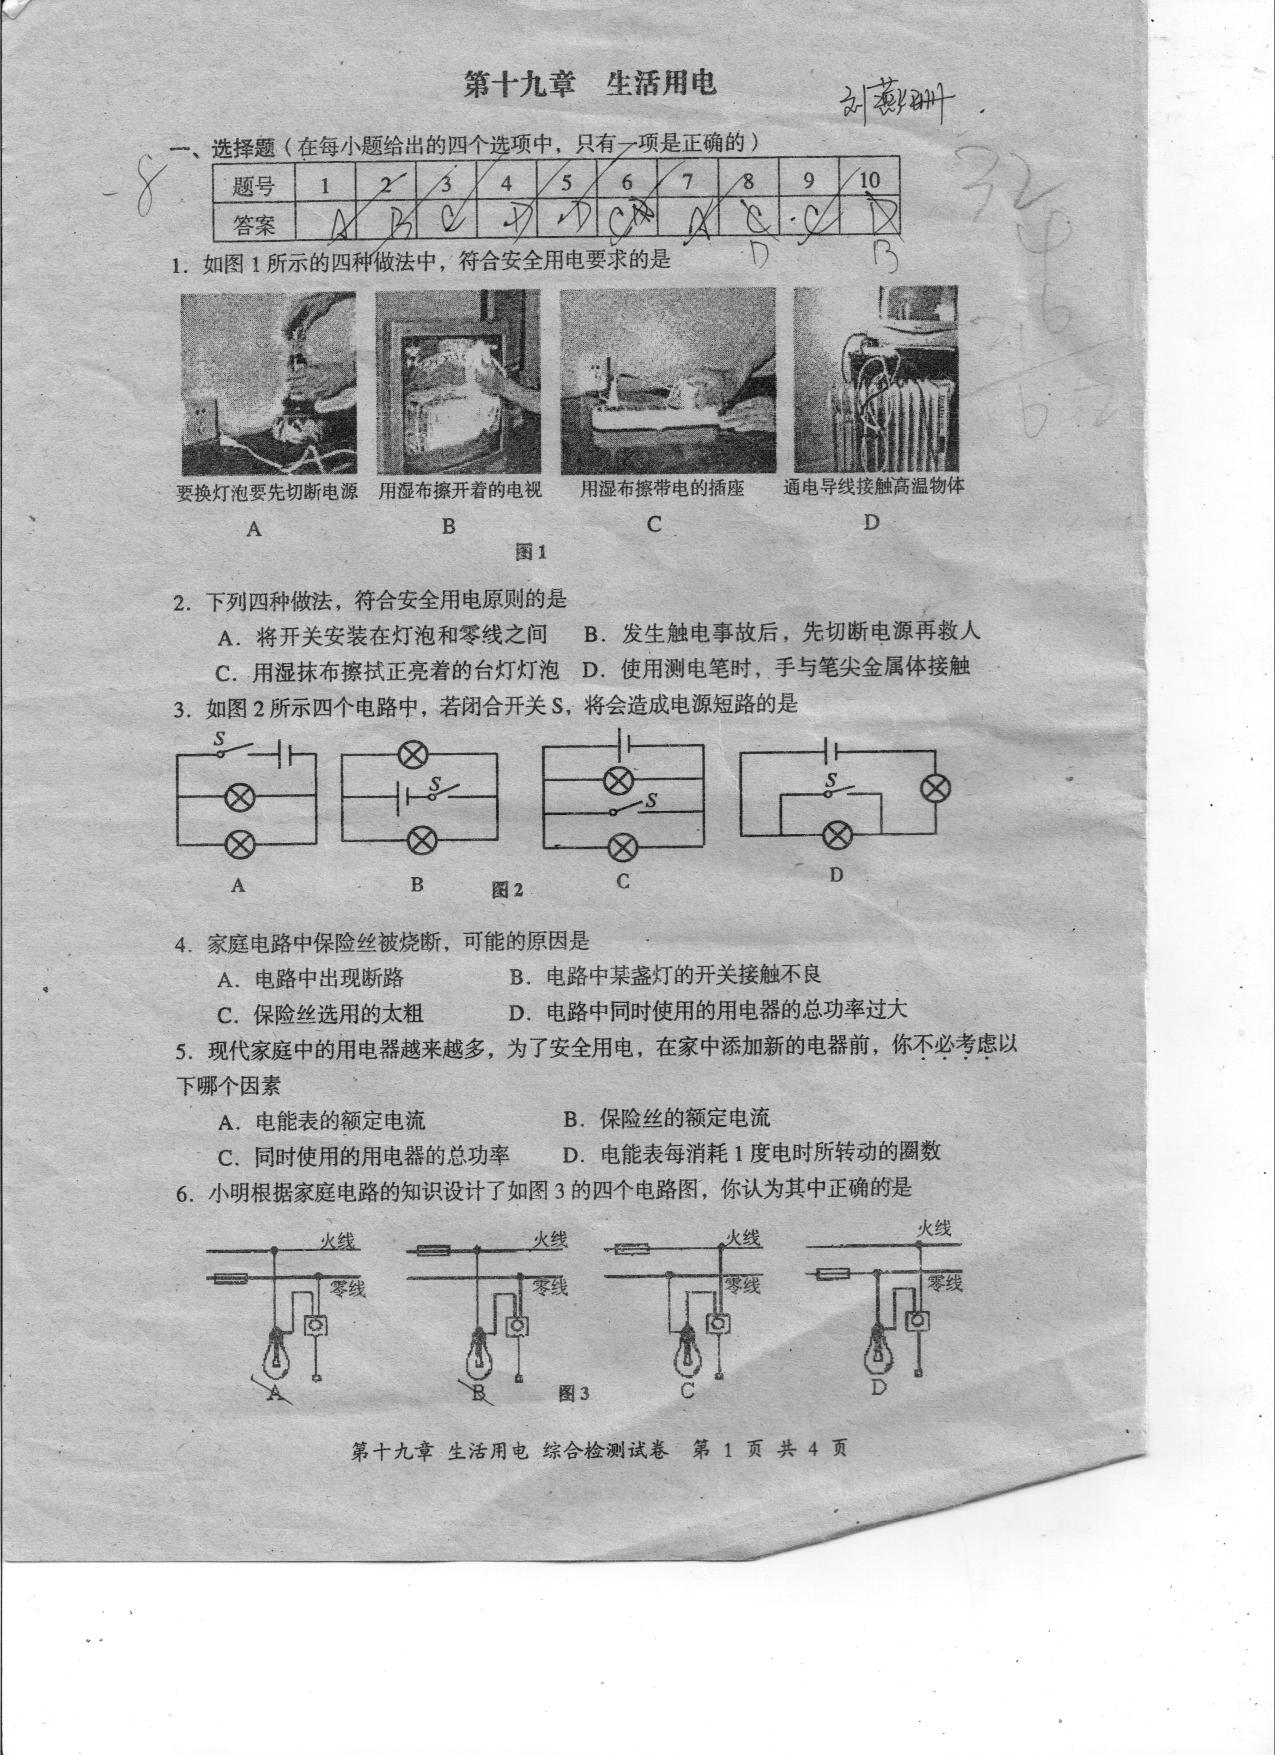 第十九章 生活用电
刘燕珊
一、选择题（在每小题给出的四个选项中，只有一项是正确的）
-8
题号 1 2 3 4 5 6 7 8 9 10
答案 A B C D D C A C C D
D B
1．如图1所示的四种做法中，符合安全用电要求的是
要换灯泡要先切断电源 用湿布擦开着的电视 用湿布擦带电的插座 通电导线接触高温物体
A B C D
图1
2．下列四种做法，符合安全用电原则的是
A．将开关安装在灯泡和零线之间 B．发生触电事故后，先切断电源再救人
C．用湿抹布擦拭正亮着的台灯灯泡 D．使用测电笔时，手与笔尖金属体接触
3．如图2所示四个电路中，若闭合开关S，将会造成电源短路的是
S S S S
A B C D
图2
4．家庭电路中保险丝被烧断，可能的原因是
A．电路中出现断路 B．电路中某盏灯的开关接触不良
C．保险丝选用的太粗 D．电路中同时使用的用电器的总功率过大
5．现代家庭中的用电器越来越多，为了安全用电，在家中添加新的电器前，你不必考虑以
下哪个因素
A．电能表的额定电流 B．保险丝的额定电流
C．同时使用的用电器的总功率 D．电能表每消耗1度电时所转动的圈数
6．小明根据家庭电路的知识设计了如图3的四个电路图，你认为其中正确的是
火线 火线 火线 火线
零线 零线 零线 零线
A B C D
图3
第十九章 生活用电 综合检测试卷 第 1 页 共 4 页